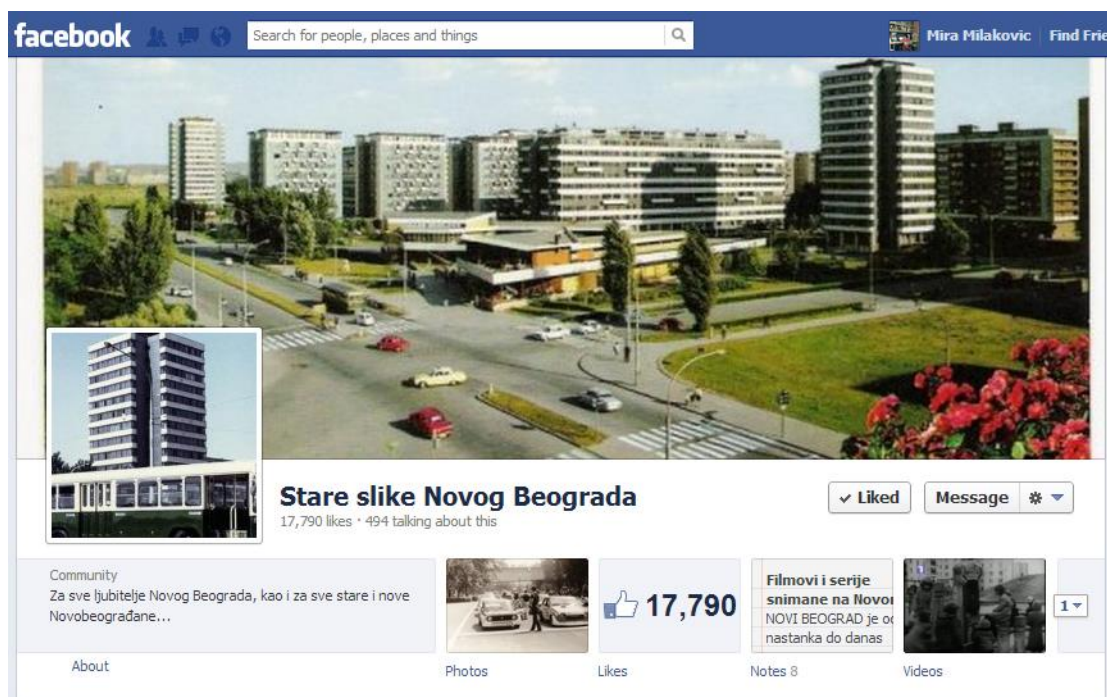 facebook
Search for people, places and things
Mira Milakovic
Find Frie
Stare slike Novog Beograda
17,790 likes · 494 talking about this
✓ Liked
Message
Community
Za sve ljubitelje Novog Beograda, kao i za sve stare i nove
Novobeograđane...
About
Photos
17,790
Likes
Filmovi i serije
snimane na Novo
NOVI BEOGRAD je o
nastanka do danas
Notes 8
Videos
1